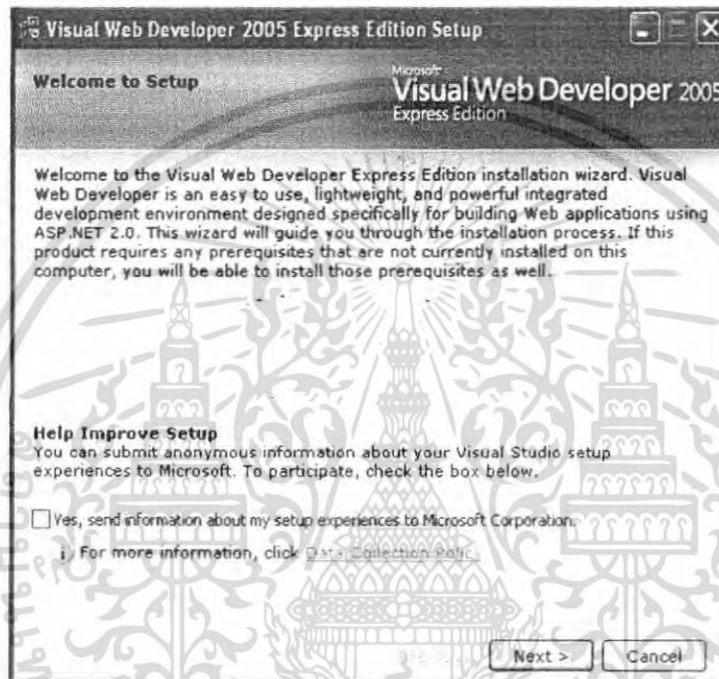 Visual Web Developer 2005 Express Edition Setup
Welcome to Setup
Microsoft
Visual Web Developer 2005
Express Edition
Welcome to the Visual Web Developer Express Edition installation wizard. Visual
Web Developer is an easy to use, lightweight, and powerful integrated
development environment designed specifically for building Web applications using
ASP.NET 2.0. This wizard will guide you through the installation process. If this
product requires any prerequisites that are not currently installed on this
computer, you will be able to install those prerequisites as well.
Help Improve Setup
You can submit anonymous information about your Visual Studio setup
experiences to Microsoft. To participate, check the box below.
Yes, send information about my setup experiences to Microsoft Corporation.
i For more information, click Data Collection Policy
Next >
Cancel